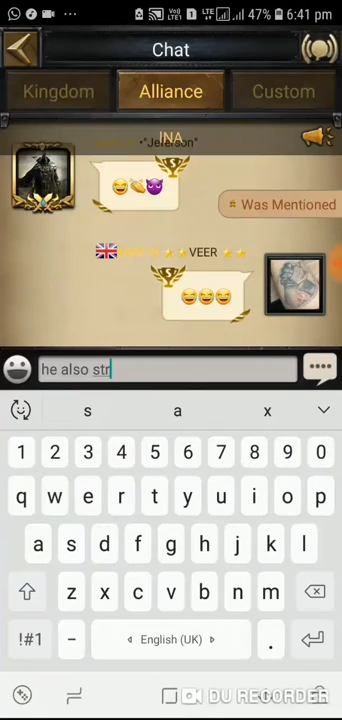 47% 6:41 pm
Chat
Kingdom Alliance Custom
INA
"Jeferson"
😂👏😈
# Was Mentioned
VEER
😆😆😆
he also str
s a x
1 2 3 4 5 6 7 8 9 0
q w e r t y u i o p
a s d f g h j k l
z x c v b n m
!#1 - English (UK) .
DU RECORDER